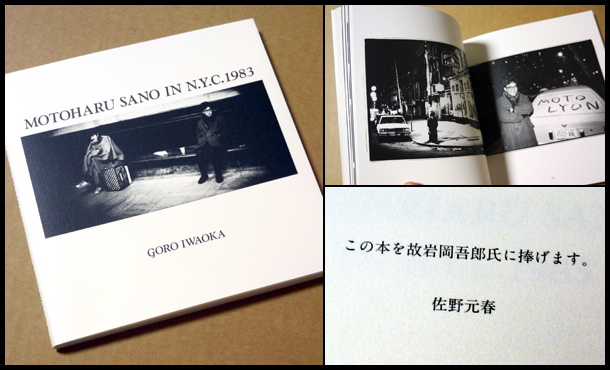 MOTOHARU SANO IN N.Y.C.1983
GORO IWAOKA
MOTO
LYON
この本を故岩岡吾郎氏に捧げます。
佐野元春